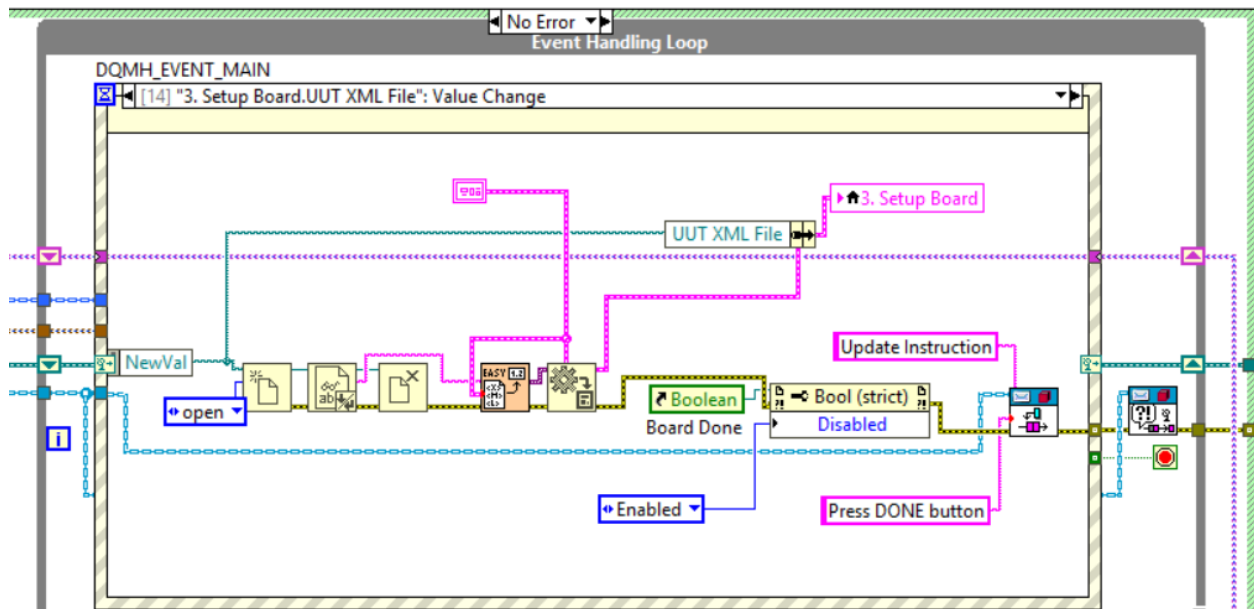 No Error
Event Handling Loop
DQMH_EVENT_MAIN
[14] "3. Setup Board.UUT XML File": Value Change
3. Setup Board
UUT XML File
NewVal
Update Instruction
EASY 1.2
open
Boolean
Bool (strict)
Board Done
Disabled
i
Enabled
Press DONE button